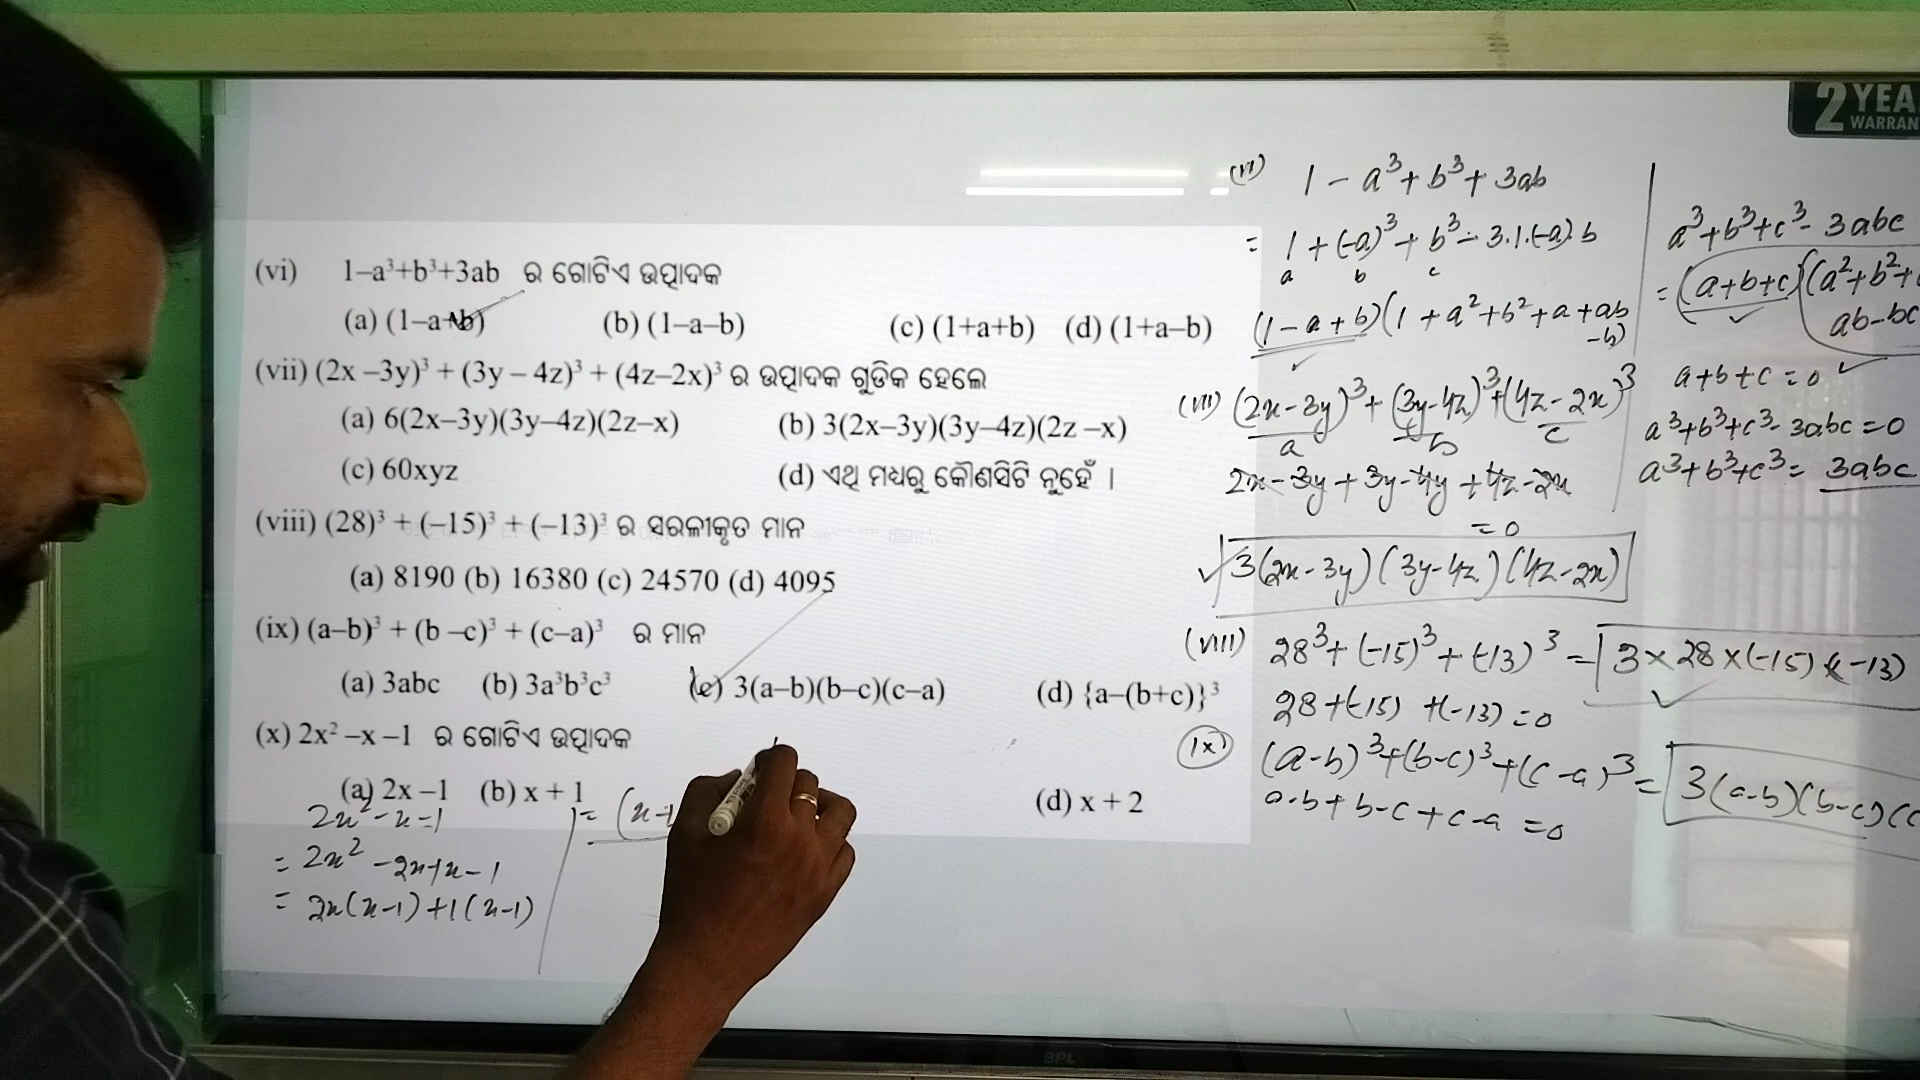 2 YEA
WARRAN
(vi) 1–a³+b³+3ab ର ଗୋଟିଏ ଉତ୍ପାଦକ
(a) (1–a+b) (b) (1–a–b) (c) (1+a+b) (d) (1+a–b)
(vii) (2x –3y)³ + (3y – 4z)³ + (4z–2x)³ ର ଉତ୍ପାଦକ ଗୁଡିକ ହେଲେ
(a) 6(2x–3y)(3y–4z)(2z–x) (b) 3(2x–3y)(3y–4z)(2z –x)
(c) 60xyz (d) ଏଥି ମଧ୍ୟରୁ କୌଣସିଟି ନୁହେଁ ।
(viii) (28)³ + (–15)³ + (–13)³ ର ସରଳୀକୃତ ମାନ
(a) 8190 (b) 16380 (c) 24570 (d) 4095
(ix) (a–b)³ + (b –c)³ + (c–a)³ ର ମାନ
(a) 3abc (b) 3a³b³c³ (c) 3(a–b)(b–c)(c–a) (d) {a–(b+c)}³
(x) 2x² –x –1 ର ଗୋଟିଏ ଉତ୍ପାଦକ
(a) 2x –1 (b) x + 1 (d) x + 2
2x² - x - 1
= 2x² - 2x + x - 1
= 2x(x-1) + 1(x-1)
= (x-1
(vi) 1 - a³ + b³ + 3ab
= 1 + (-a)³ + b³ - 3.1.(-a).b
a b c
(1 - a + b)(1 + a² + b² + a + ab
- b)
(vii) (2x-3y)³ + (3y-4z)³ + (4z-2x)³
a b c
2x-3y + 3y-4y + 4z-2x
= 0
3(2x-3y)(3y-4z)(4z-2x)
(viii) 28³ + (-15)³ + (-13)³ = 3 × 28 × (-15) × (-13)
28 + (-15) + (-13) = 0
(ix) (a-b)³ + (b-c)³ + (c-a)³ = 3(a-b)(b-c)(c
a-b + b-c + c-a = 0
a³ + b³ + c³ - 3abc
= (a+b+c)(a² + b² +
ab - bc
a+b+c = 0
a³ + b³ + c³ - 3abc = 0
a³ + b³ + c³ = 3abc
BPL